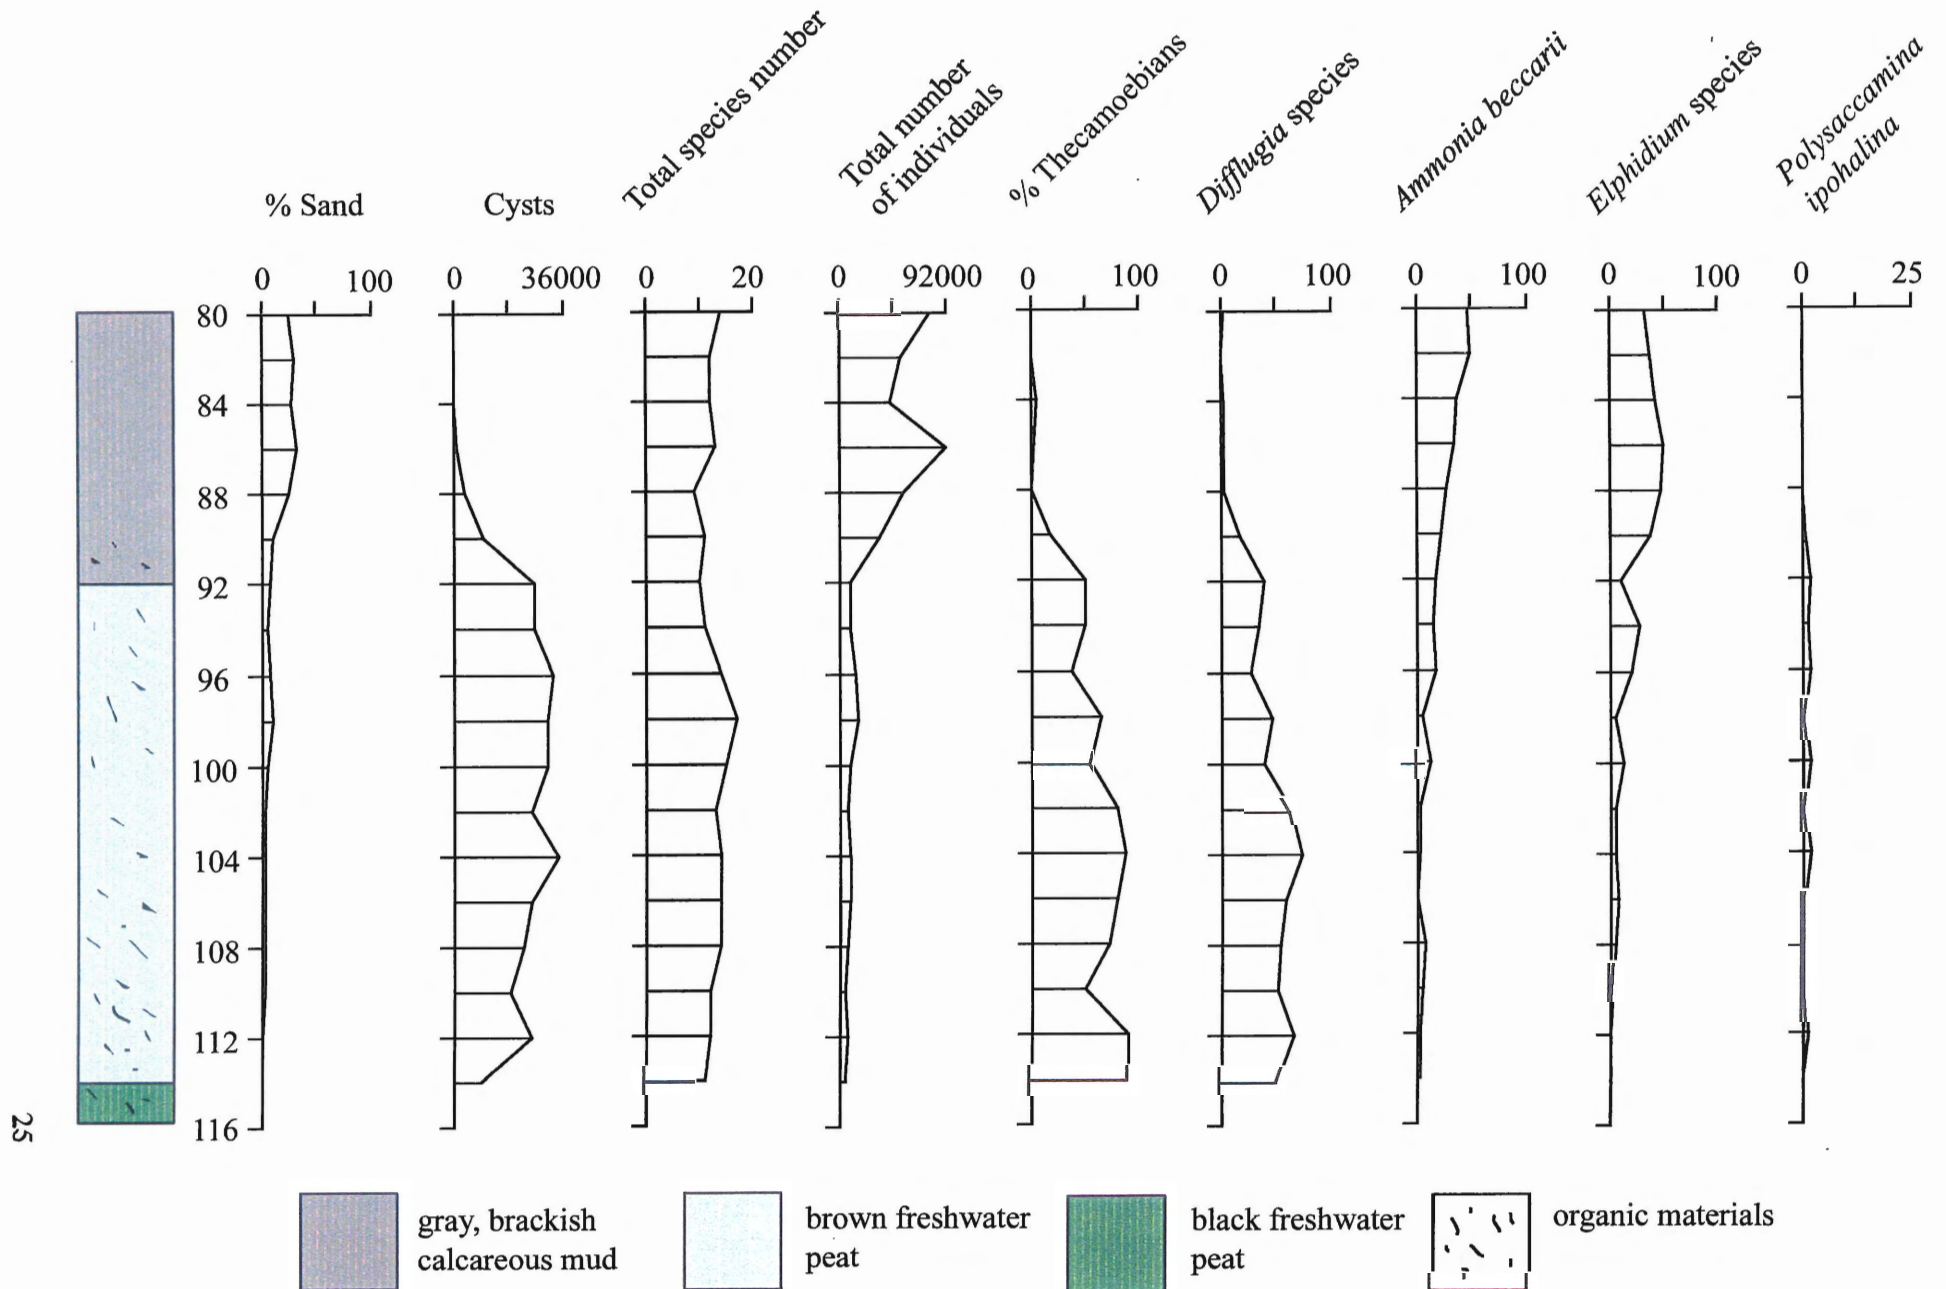 Total species number
Total number
of individuals
% Thecamoebians
Difflugia species
Ammonia beccarii
Elphidium species
Polysaccamina
ipohalina
% Sand
Cysts
0 100
0 36000
0 20
0 92000
0 100
0 100
0 100
0 100
0 25
80
84
88
92
96
100
104
108
112
116
25
gray, brackish
calcareous mud
brown freshwater
peat
black freshwater
peat
organic materials